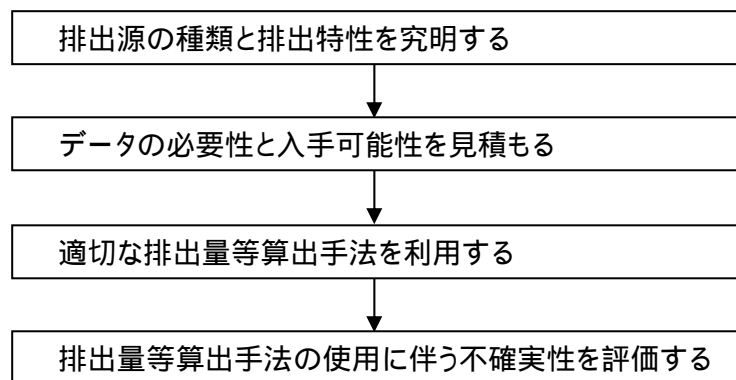 排出源の種類と排出特性を究明する
データの必要性と入手可能性を見積もる
適切な排出量等算出手法を利用する
排出量等算出手法の使用に伴う不確実性を評価する